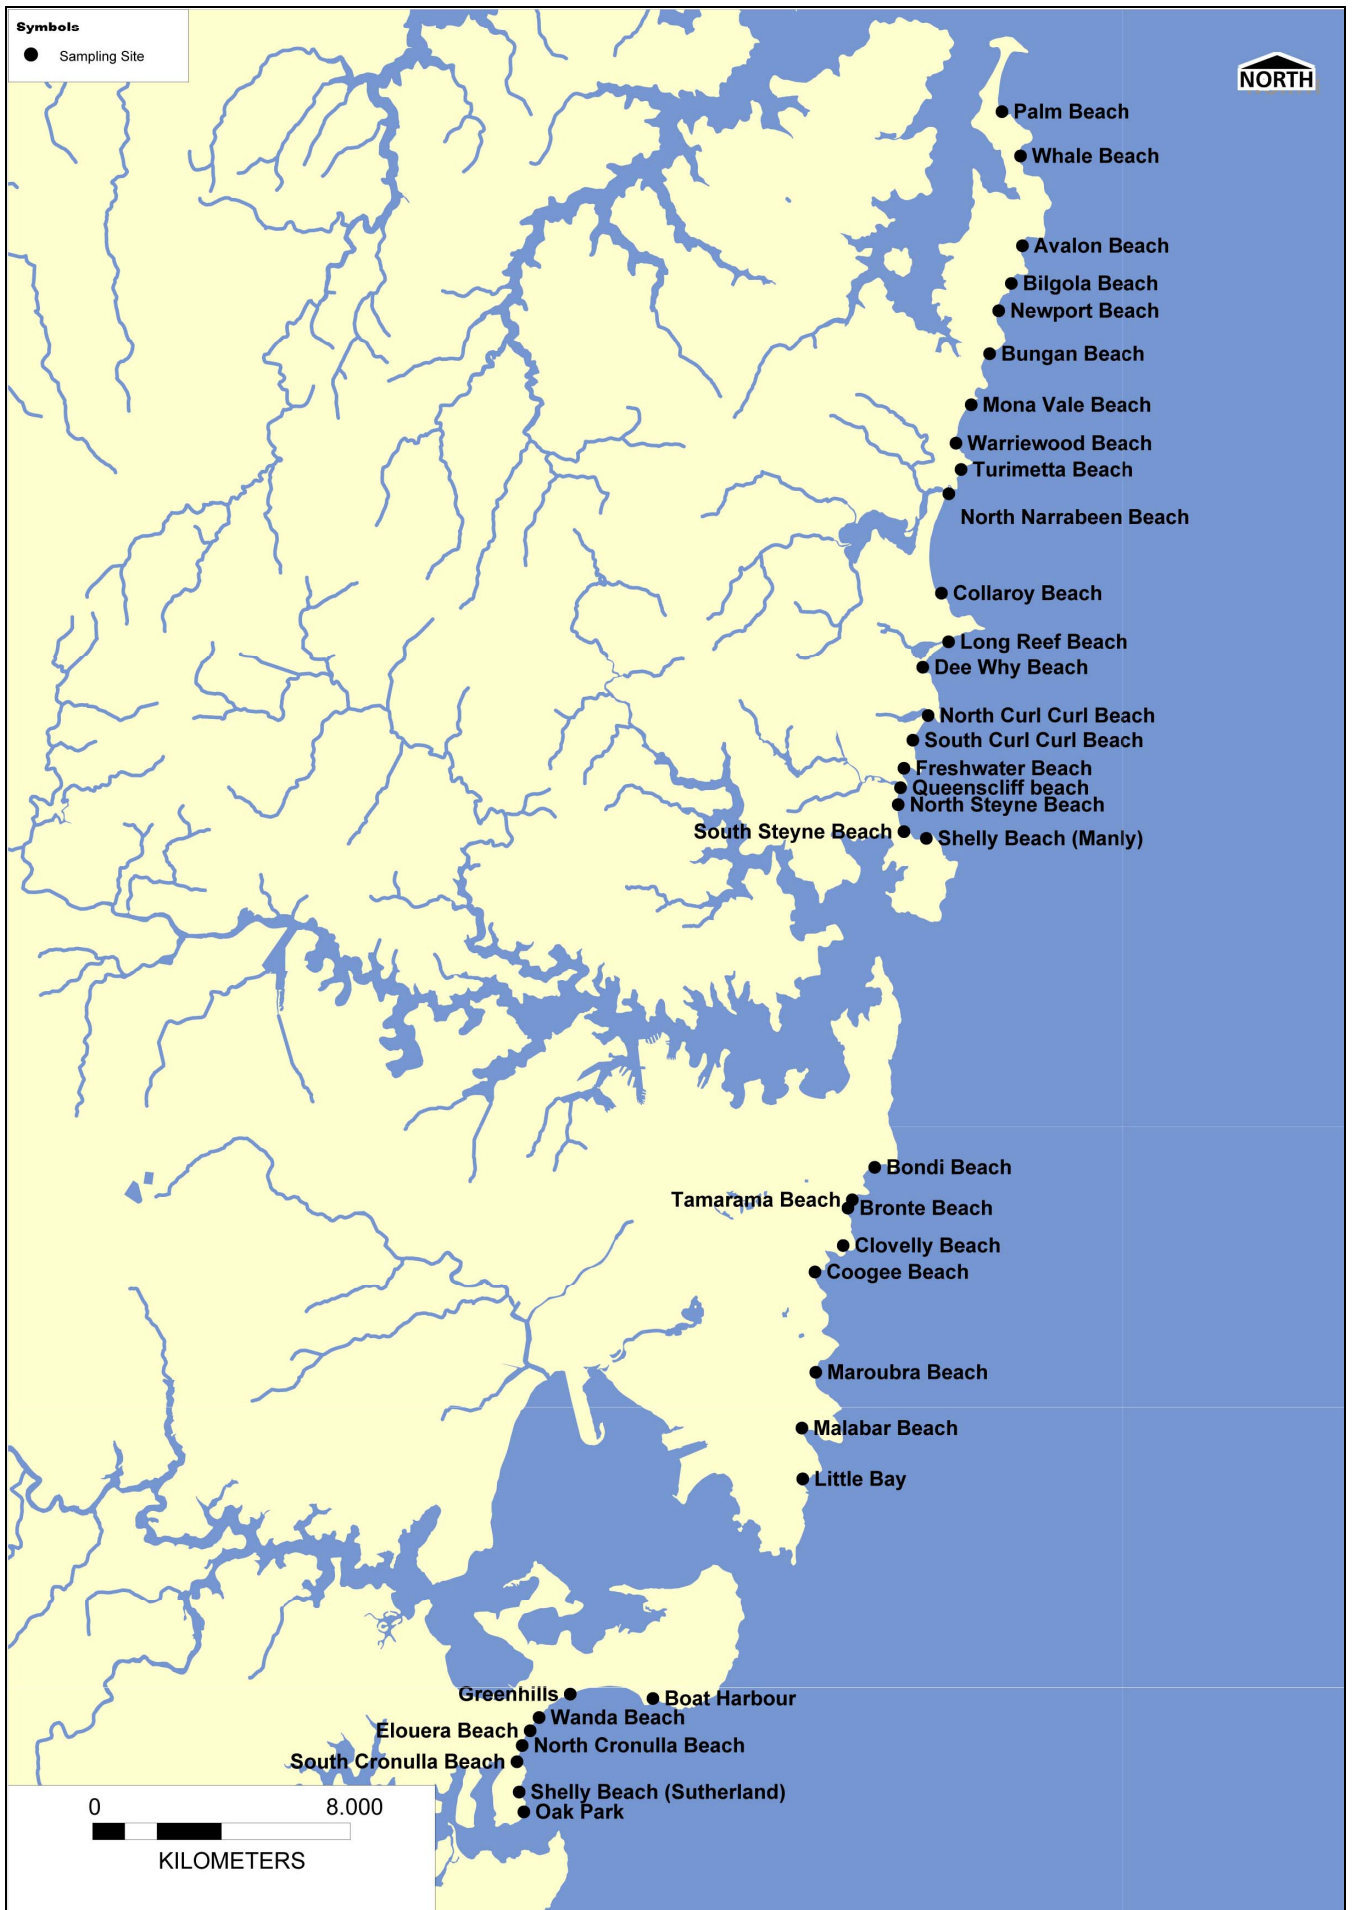 Symbols
Sampling Site
NORTH
Palm Beach
Whale Beach
Avalon Beach
Bilgola Beach
Newport Beach
Bungan Beach
Mona Vale Beach
Warriewood Beach
Turimetta Beach
North Narrabeen Beach
Collaroy Beach
Long Reef Beach
Dee Why Beach
North Curl Curl Beach
South Curl Curl Beach
Freshwater Beach
Queenscliff beach
North Steyne Beach
South Steyne Beach
Shelly Beach (Manly)
Bondi Beach
Tamarama Beach
Bronte Beach
Clovelly Beach
Coogee Beach
Maroubra Beach
Malabar Beach
Little Bay
Greenhills
Boat Harbour
Wanda Beach
Elouera Beach
North Cronulla Beach
South Cronulla Beach
Shelly Beach (Sutherland)
Oak Park
0 8.000
KILOMETERS